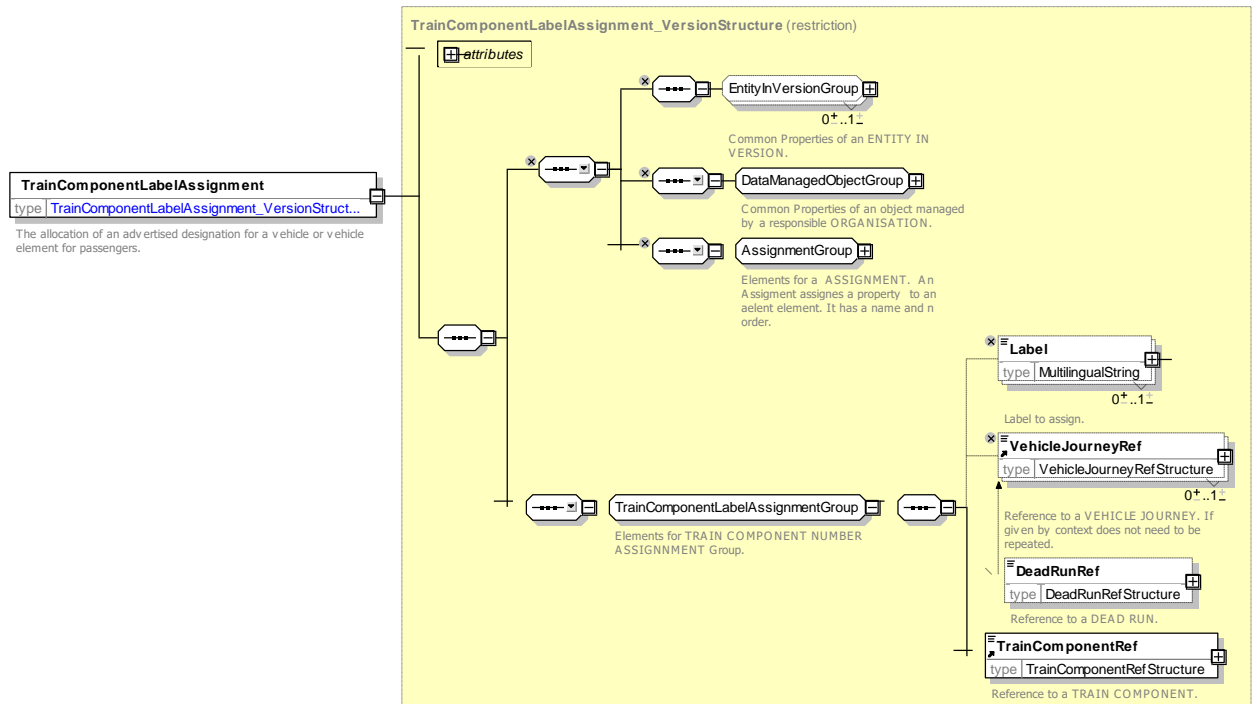 TrainComponentLabelAssignment_VersionStructure (restriction)
attributes
EntityInVersionGroup
0..1
Common Properties of an ENTITY IN
VERSION.
TrainComponentLabelAssignment
type TrainComponentLabelAssignment_VersionStruct...
The allocation of an advertised designation for a vehicle or vehicle
element for passengers.
DataManagedObjectGroup
Common Properties of an object managed
by a responsible ORGANISATION.
AssignmentGroup
Elements for a ASSIGNMENT. An
Assigment assignes a property to an
aelent element. It has a name and n
order.
Label
type MultilingualString
0..1
Label to assign.
VehicleJourneyRef
type VehicleJourneyRefStructure
0..1
Reference to a VEHICLE JOURNEY. If
given by context does not need to be
repeated.
TrainComponentLabelAssignmentGroup
Elements for TRAIN COMPONENT NUMBER
ASSIGNNMENT Group.
DeadRunRef
type DeadRunRefStructure
Reference to a DEAD RUN.
TrainComponentRef
type TrainComponentRefStructure
Reference to a TRAIN COMPONENT.